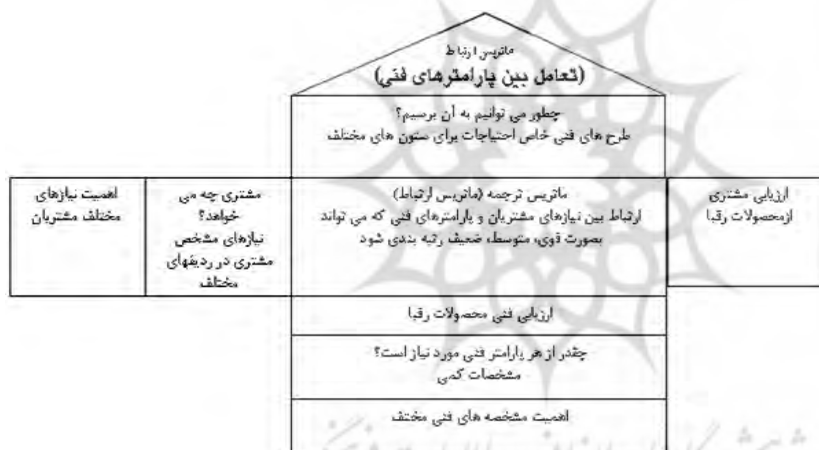 ماتریس ارتباط
(تعامل بین پارامترهای فنی)
چطور می توانیم به آن برسیم؟
طرح های فنی خاص احتیاجات برای ستون های مختلف
ارزیابی مشتری
ازمحصولات رقبا
ماتریس ترجمه (ماتریس ارتباط)
ارتباط بین نیازهای مشتریان و پارامترهای فنی که می تواند
بصورت قوی، متوسط، ضعیف رتبه بندی شود
مشتری چه می
خواهد؟
نیازهای مشخص
مشتری در ردیفهای
مختلف
اهمیت نیازهای
مختلف مشتریان
ارزیابی فنی محصولات رقبا
چقدر از هر پارامتر فنی مورد نیاز است؟
مشخصات کمی
اهمیت مشخصه های فنی مختف